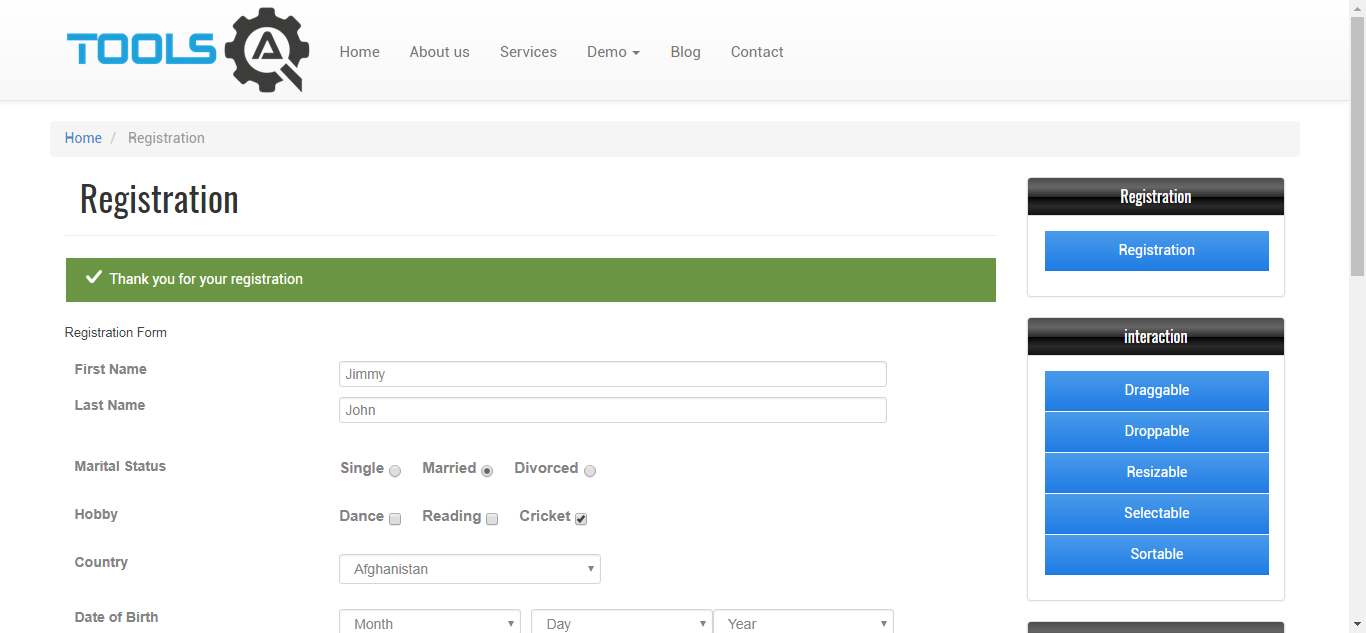 TOOLS QA Home About us Services Demo Blog Contact
Home / Registration
Registration
Thank you for your registration
Registration Form
First Name Jimmy
Last Name John
Marital Status Single Married Divorced
Hobby Dance Reading Cricket
Country Afghanistan
Date of Birth Month Day Year
Registration
Registration
interaction
Draggable
Droppable
Resizable
Selectable
Sortable